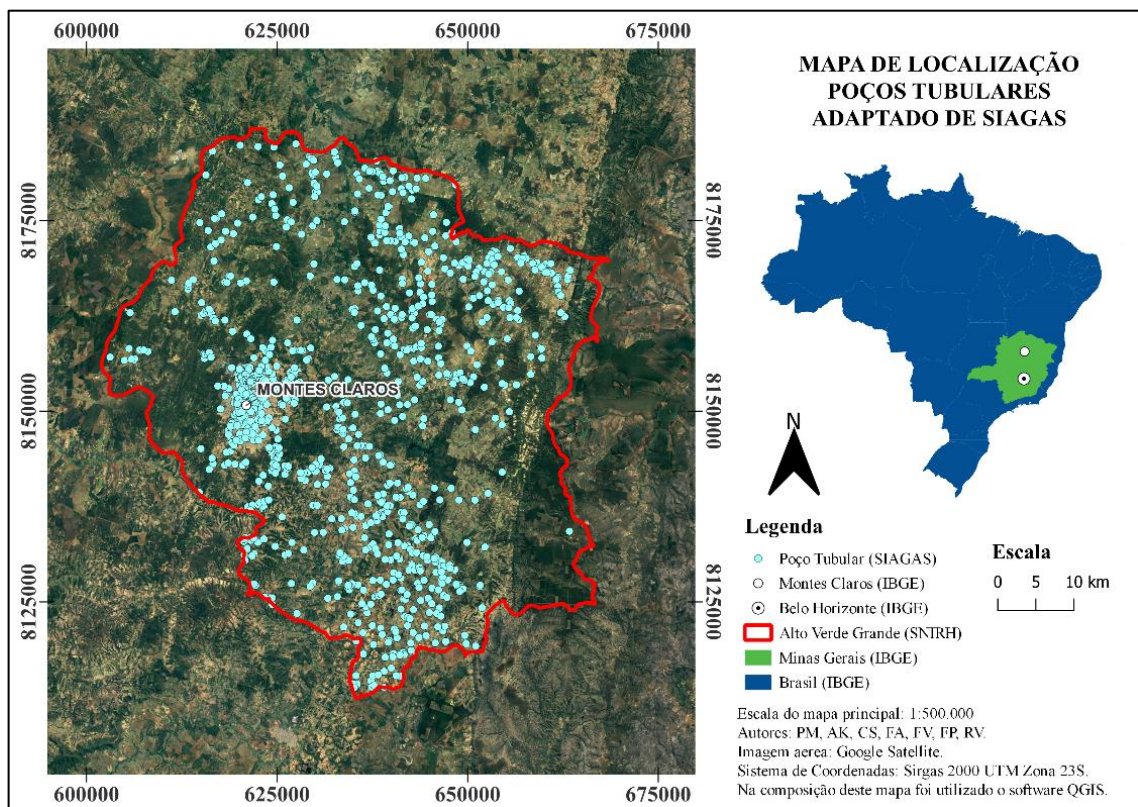 600000 625000 650000 675000
MAPA DE LOCALIZAÇÃO
POÇOS TUBULARES
ADAPTADO DE SIAGAS
8175000 8175000
MONTES CLAROS
8150000 8150000
N
Legenda
Escala
Poço Tubular (SIAGAS)
Montes Claros (IBGE)
0 5 10 km
Belo Horizonte (IBGE)
8125000 8125000
Alto Verde Grande (SNIRH)
Minas Gerais (IBGE)
Brasil (IBGE)
Escala do mapa principal: 1:500.000
Autores: PM, AK, CS, FA, FV, FP, RV.
Imagem aerea: Google Satellite.
Sistema de Coordenadas: Sirgas 2000 UTM Zona 23S.
Na composição deste mapa foi utilizado o software QGIS.
600000 625000 650000 675000